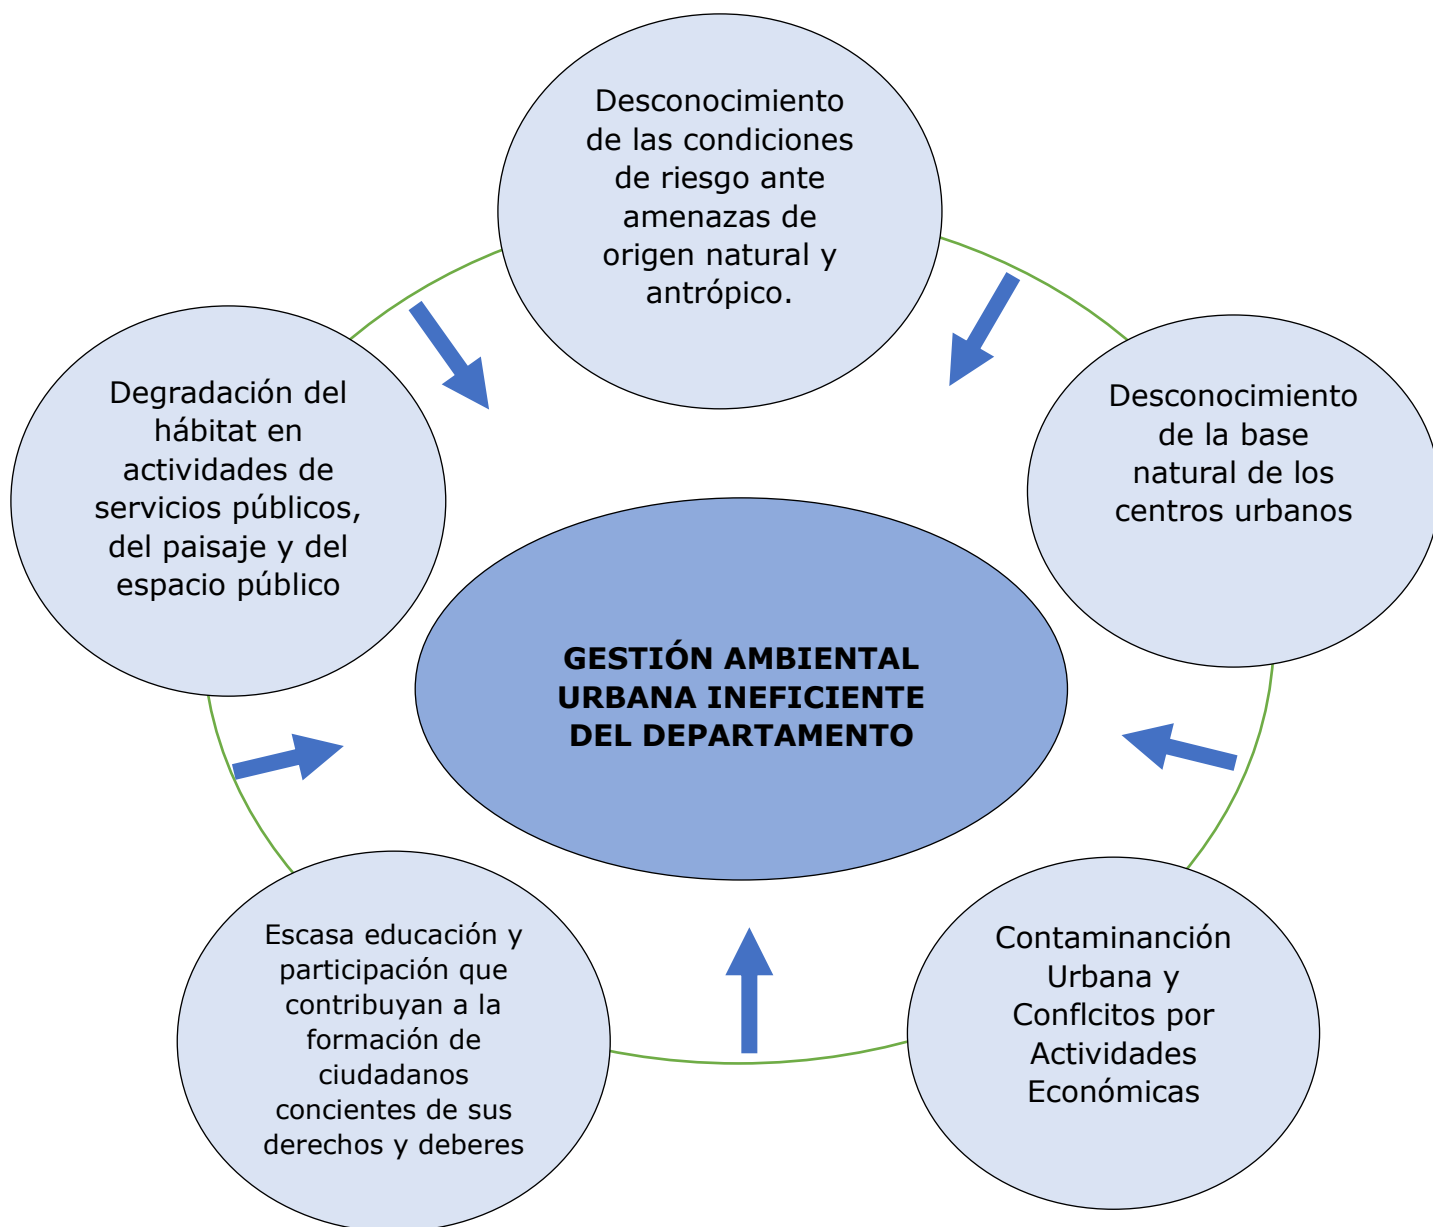 Desconocimiento
de las condiciones
de riesgo ante
amenazas de
origen natural y
antrópico.
Degradación del
hábitat en
actividades de
servicios públicos,
del paisaje y del
espacio público
Desconocimiento
de la base
natural de los
centros urbanos
GESTIÓN AMBIENTAL
URBANA INEFICIENTE
DEL DEPARTAMENTO
Escasa educación y
participación que
contribuyan a la
formación de
ciudadanos
concientes de sus
derechos y deberes
Contaminanción
Urbana y
Conflcitos por
Actividades
Económicas